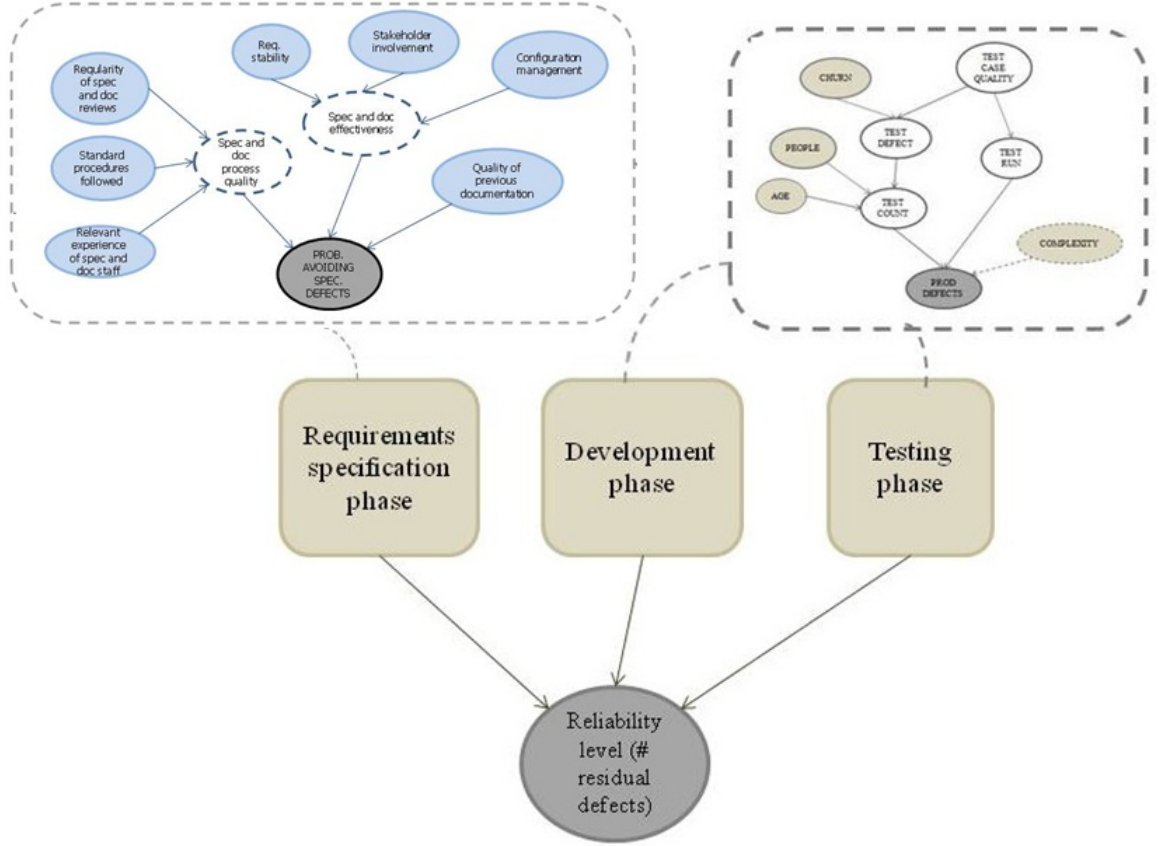 Regularity
of spec
and doc
reviews
Req.
stability
Stakeholder
involvement
Configuration
management
Spec and doc
effectiveness
Standard
procedures
followed
Spec and
doc
process
quality
Quality of
previous
documentation
Relevant
experience
of spec and
doc staff
PROB.
AVOIDING
SPEC.
DEFECTS
CHURN
TEST
CASE
QUALITY
PEOPLE
TEST
DEFECT
TEST
RUN
AGE
TEST
COUNT
COMPLEXITY
PROD
DEFECTS
Requirements
specification
phase
Development
phase
Testing
phase
Reliability
level (#
residual
defects)